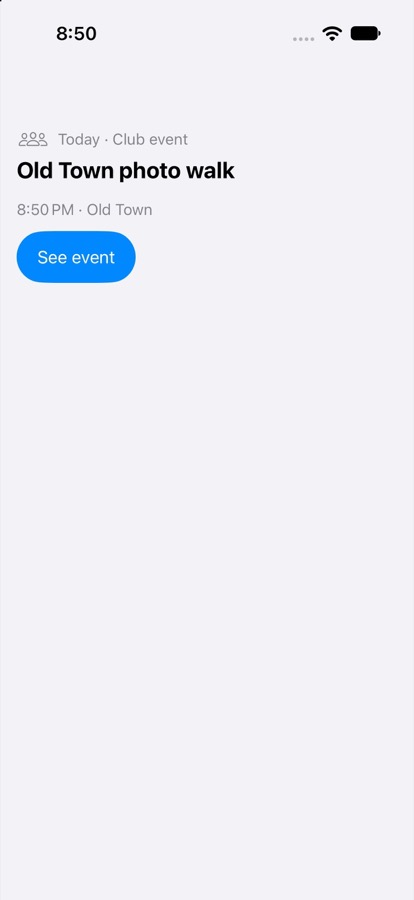 8:50
Today · Club event
Old Town photo walk
8:50 PM · Old Town
See event